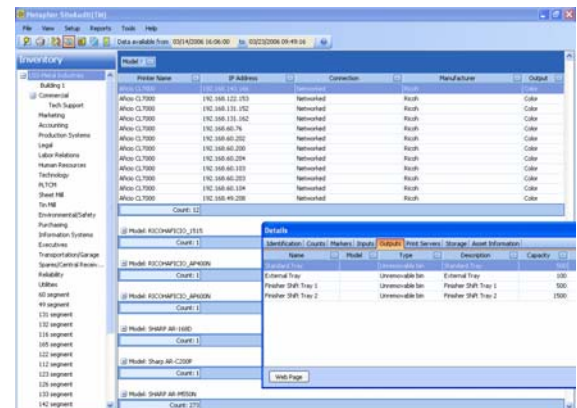 Metapher SiteAudit(TM)
File View Setup Reports Tools Help
Data available from 03/14/2006 16:06:00 to 03/23/2006 09:49:16
Inventory
Building 1
Commercial
Tech Support
Marketing
Accounting
Production Systems
Legal
Labor Relations
Human Resources
Technology
PLTCM
Sheet Mill
Tin Mill
Environmental/Safety
Purchasing
Information Systems
Executives
Transportation/Garage
Spares/Central Receiv...
Reliability
Utilities
60 segment
49 segment
131 segment
132 segment
116 segment
165 segment
122 segment
112 segment
123 segment
126 segment
133 segment
142 segment
Model
Printer Name IP Address Connection Manufacturer Output
Aficio CL7000 Networked Ricoh Color
Aficio CL7000 192.168.122.153 Networked Ricoh Color
Aficio CL7000 192.168.131.152 Networked Ricoh Color
Aficio CL7000 192.168.131.162 Networked Ricoh Color
Aficio CL7000 192.168.60.76 Networked Ricoh Color
Aficio CL7000 192.168.60.202 Networked Ricoh Color
Aficio CL7000 192.168.60.200 Networked Ricoh Color
Aficio CL7000 192.168.60.204 Networked Ricoh Color
Aficio CL7000 192.168.60.103 Networked Ricoh Color
Aficio CL7000 192.168.60.203 Networked Ricoh Color
Aficio CL7000 192.168.60.104 Networked Ricoh Color
Aficio CL7000 192.168.49.208 Networked Ricoh Color
Count: 12
Model: RICOHAFICIO_1515
Count: 1
Model: RICOHAFICIO_AP400N
Count: 1
Model: RICOHAFICIO_AP600N
Count: 1
Model: SHARP AR-168D
Count: 1
Model: Sharp AR-C200P
Count: 1
Model: SHARP AR-M550N
Count: 273
Details
Identification Counts Markers Inputs Outputs Print Servers Storage Asset Information
Name Model Type Description Capacity
Standard Tray Unremovable bin Standard Tray 500
External Tray Unremovable bin External Tray 100
Finisher Shift Tray 1 Unremovable bin Finisher Shift Tray 1 500
Finisher Shift Tray 2 Unremovable bin Finisher Shift Tray 2 1500
Web Page